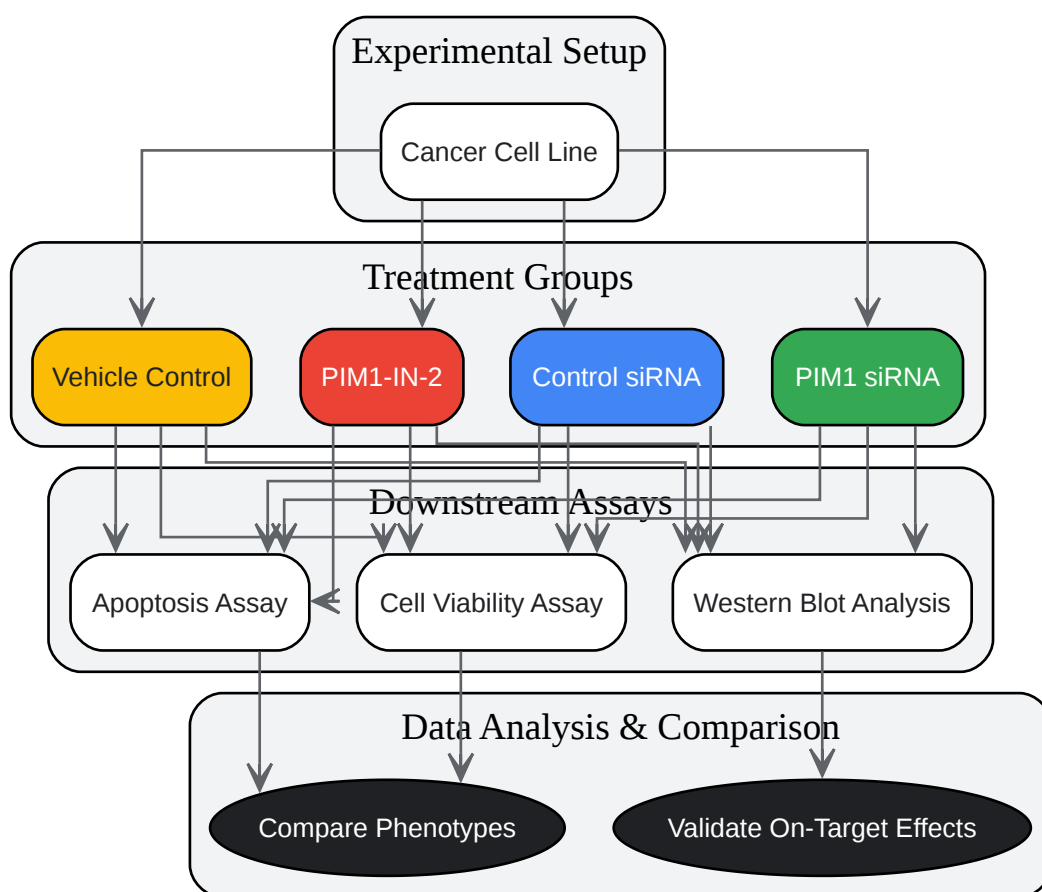 Experimental Setup
Cancer Cell Line
Treatment Groups
Vehicle Control
PIM1-IN-2
Control siRNA
PIM1 siRNA
Downstream Assays
Apoptosis Assay
Cell Viability Assay
Western Blot Analysis
Data Analysis & Comparison
Compare Phenotypes
Validate On-Target Effects